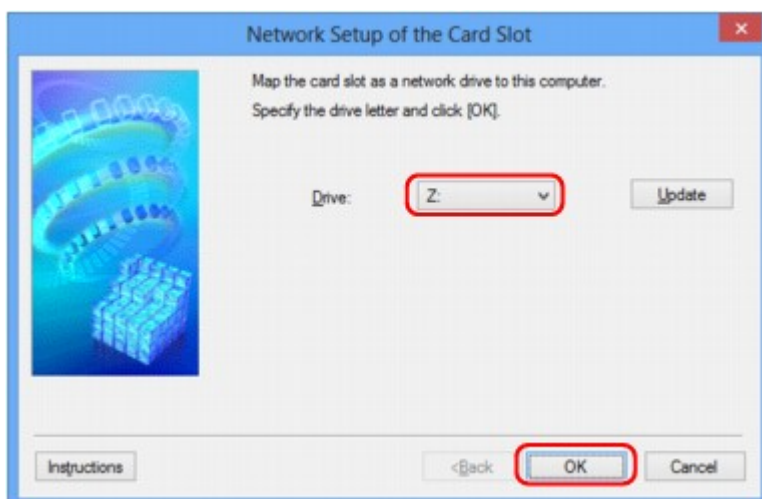 Network Setup of the Card Slot
Map the card slot as a network drive to this computer.
Specify the drive letter and click [OK].
Drive: Z: Update
Instructions <Back OK Cancel